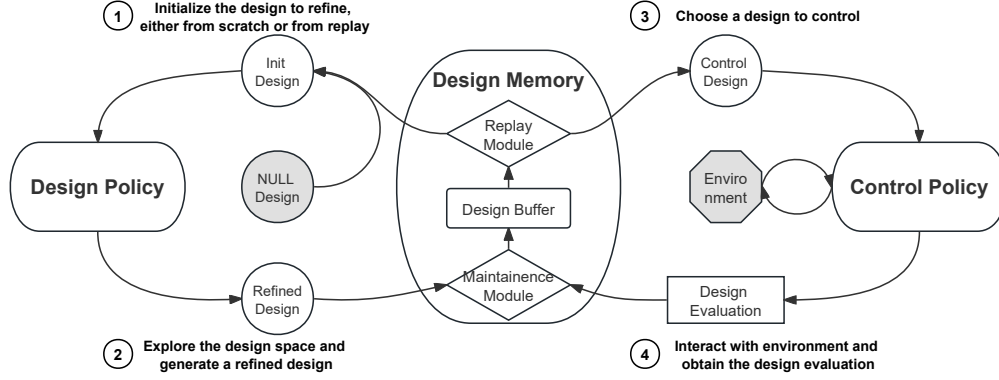 1
Initialize the design to refine,
either from scratch or from replay
3
Choose a design to control
Init
Design
Design Memory
Control
Design
Replay
Module
Design Policy
NULL
Design
Enviro
nment
Control Policy
Design Buffer
Maintainence
Module
Refined
Design
Design
Evaluation
2
Explore the design space and
generate a refined design
4
Interact with environment and
obtain the design evaluation